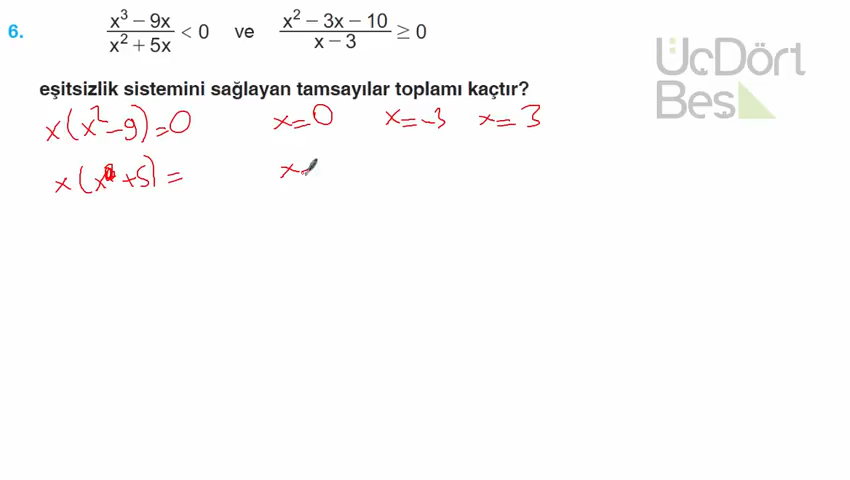 6. x³ − 9x / x² + 5x < 0 ve x² − 3x − 10 / x − 3 ≥ 0
eşitsizlik sistemini sağlayan tamsayılar toplamı kaçtır?
x(x²−9)=0 x=0 x=−3 x=3
x(x+5)= x=
ÜçDört
Beş